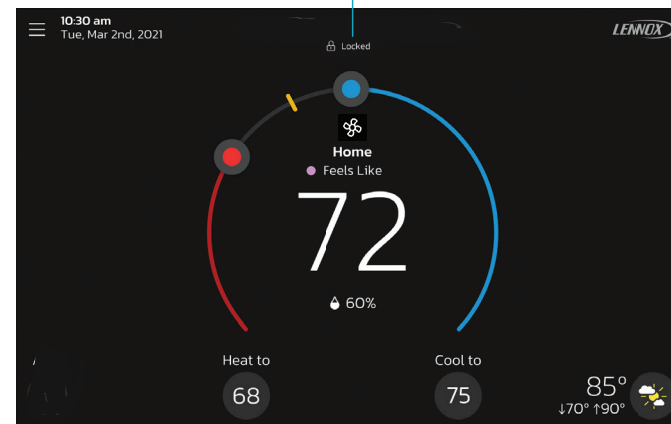 10:30 am
Tue, Mar 2nd, 2021
Locked
LENNOX
Home
Feels Like
72
60%
Heat to
68
Cool to
75
85°
↓70° ↑90°